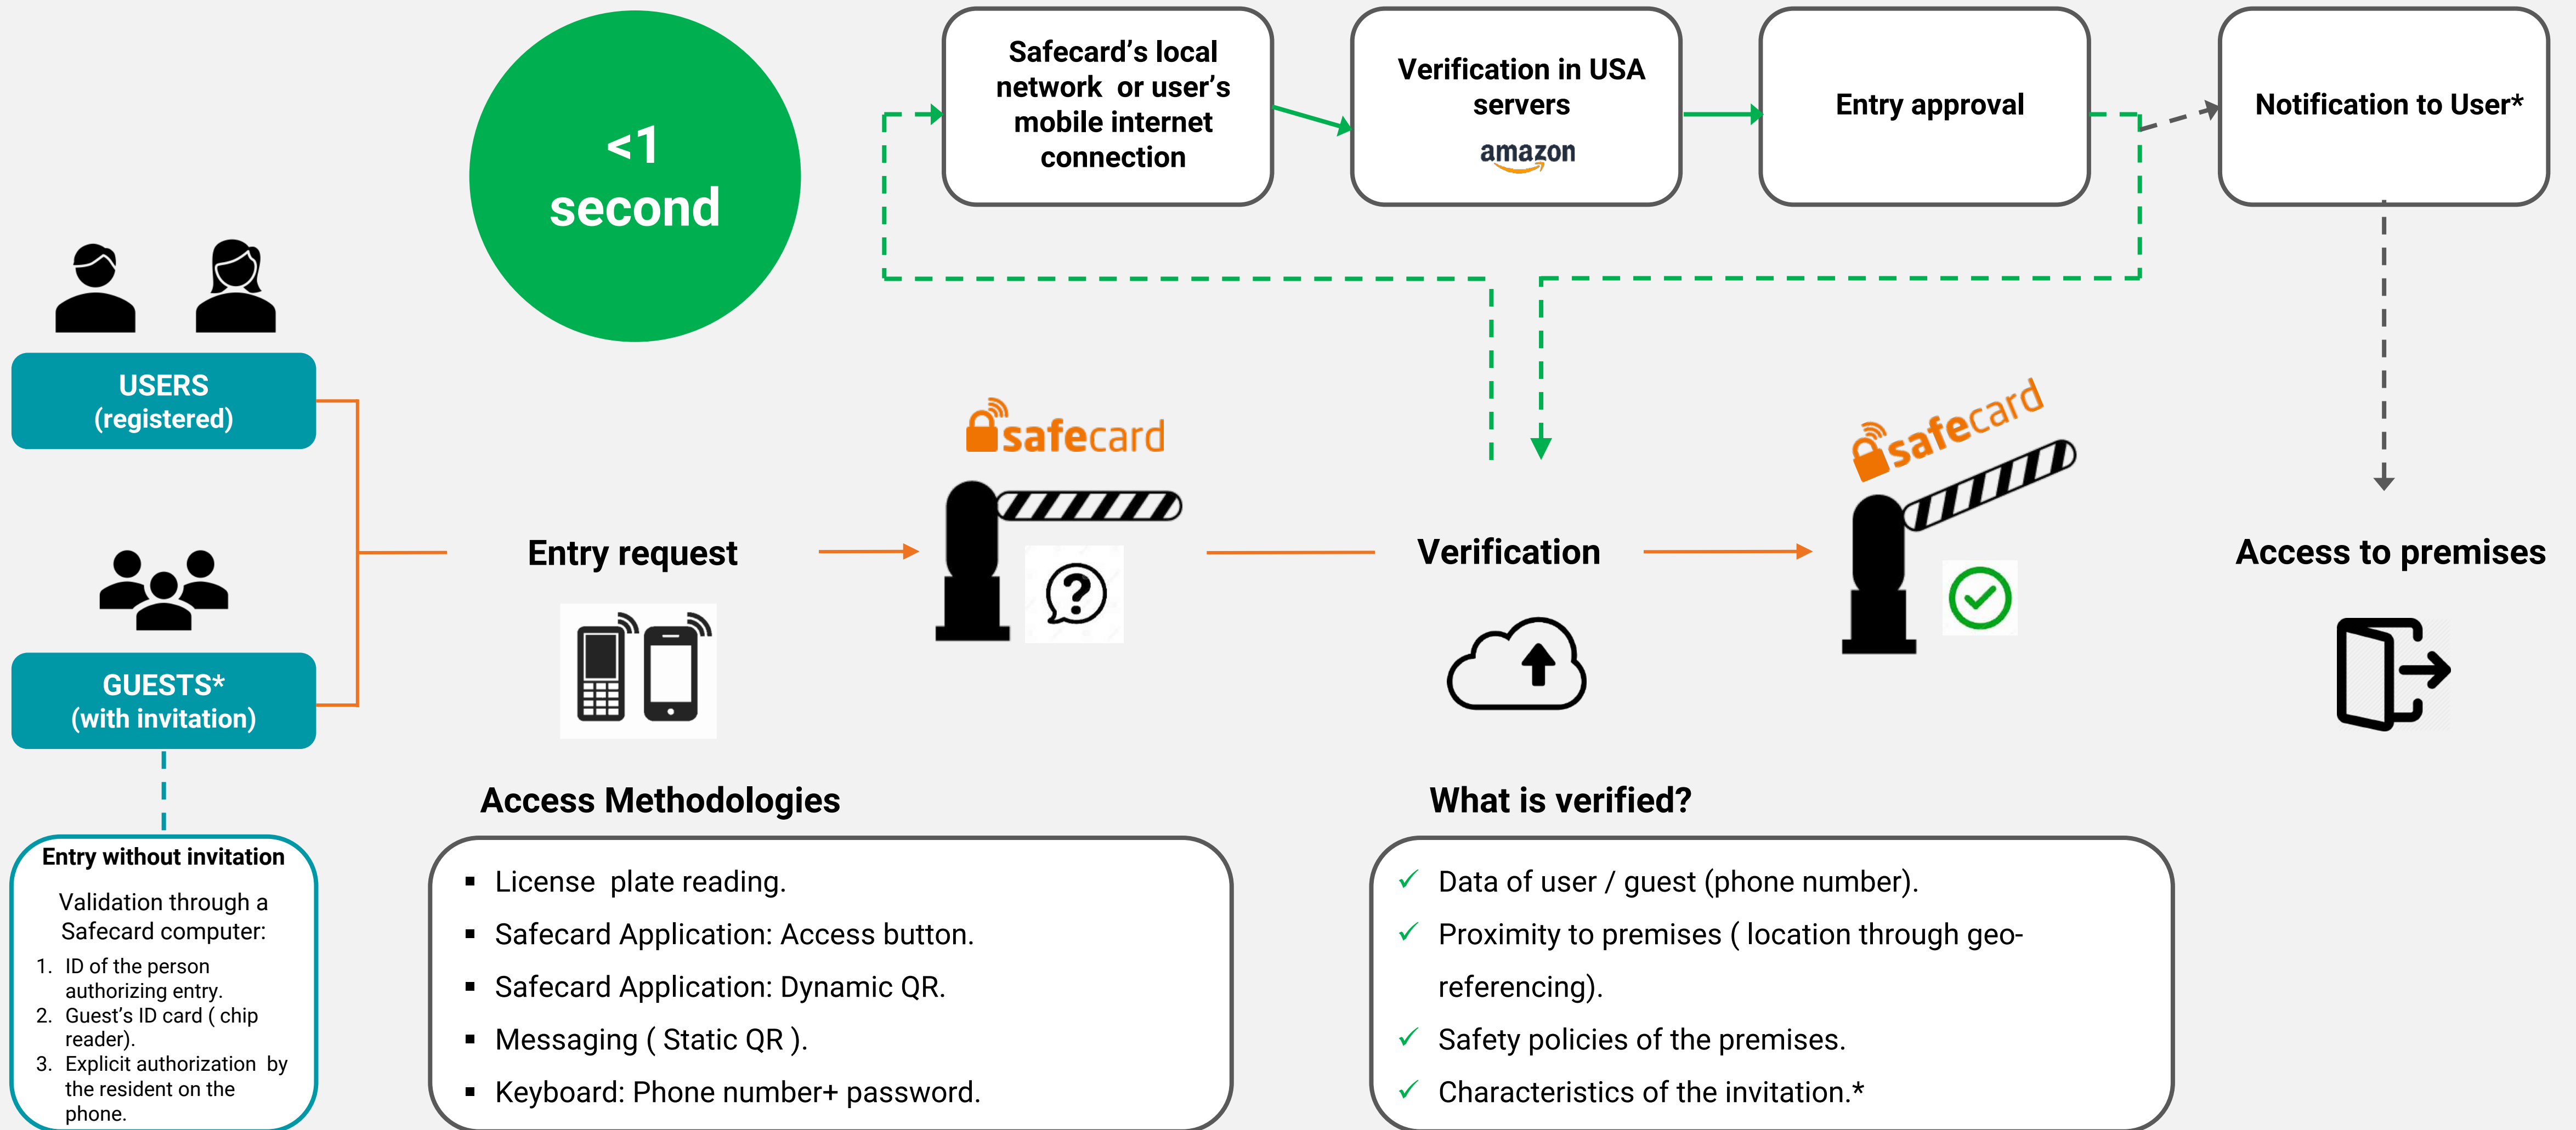 <1
second
Safecard’s local
network  or user’s
mobile internet
connection
Verification in USA
servers
amazon
Entry approval
Notification to User*
USERS
(registered)
GUESTS*
(with invitation)
Entry without invitation
Validation through a
Safecard computer:
1. ID of the person
authorizing entry.
2. Guest’s ID card ( chip
reader).
3. Explicit authorization  by
the resident on the
phone.
Entry request
safecard
?
Verification
safecard
Access to premises
Access Methodologies
▪ License  plate reading.
▪ Safecard Application: Access button.
▪ Safecard Application: Dynamic QR.
▪ Messaging ( Static QR ).
▪ Keyboard: Phone number+ password.
What is verified?
✓ Data of user / guest (phone number).
✓ Proximity to premises ( location through geo-
referencing).
✓ Safety policies of the premises.
✓ Characteristics of the invitation.*